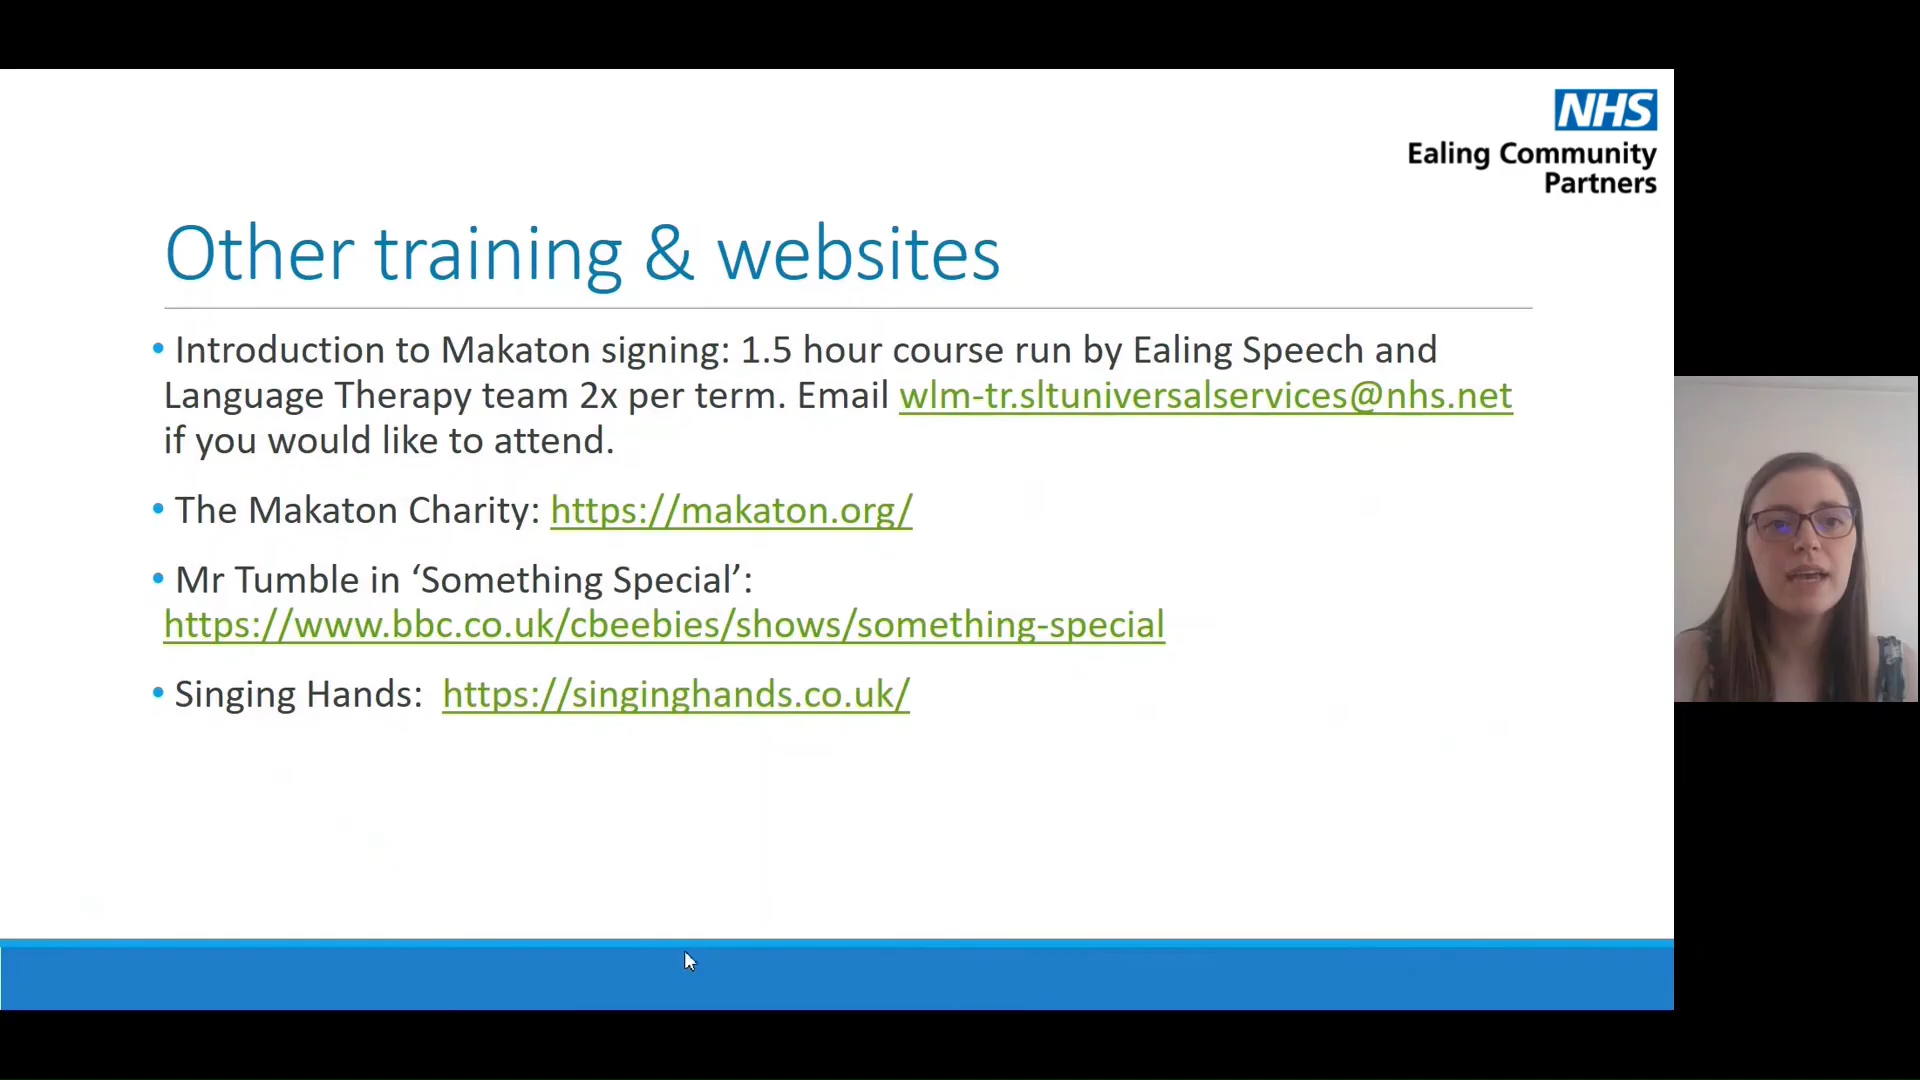 NHS
Ealing Community
Partners
Other training & websites
• Introduction to Makaton signing: 1.5 hour course run by Ealing Speech and
Language Therapy team 2x per term. Email wlm-tr.sltuniversalservices@nhs.net
if you would like to attend.
• The Makaton Charity: https://makaton.org/
• Mr Tumble in ‘Something Special’:
https://www.bbc.co.uk/cbeebies/shows/something-special
• Singing Hands: https://singinghands.co.uk/